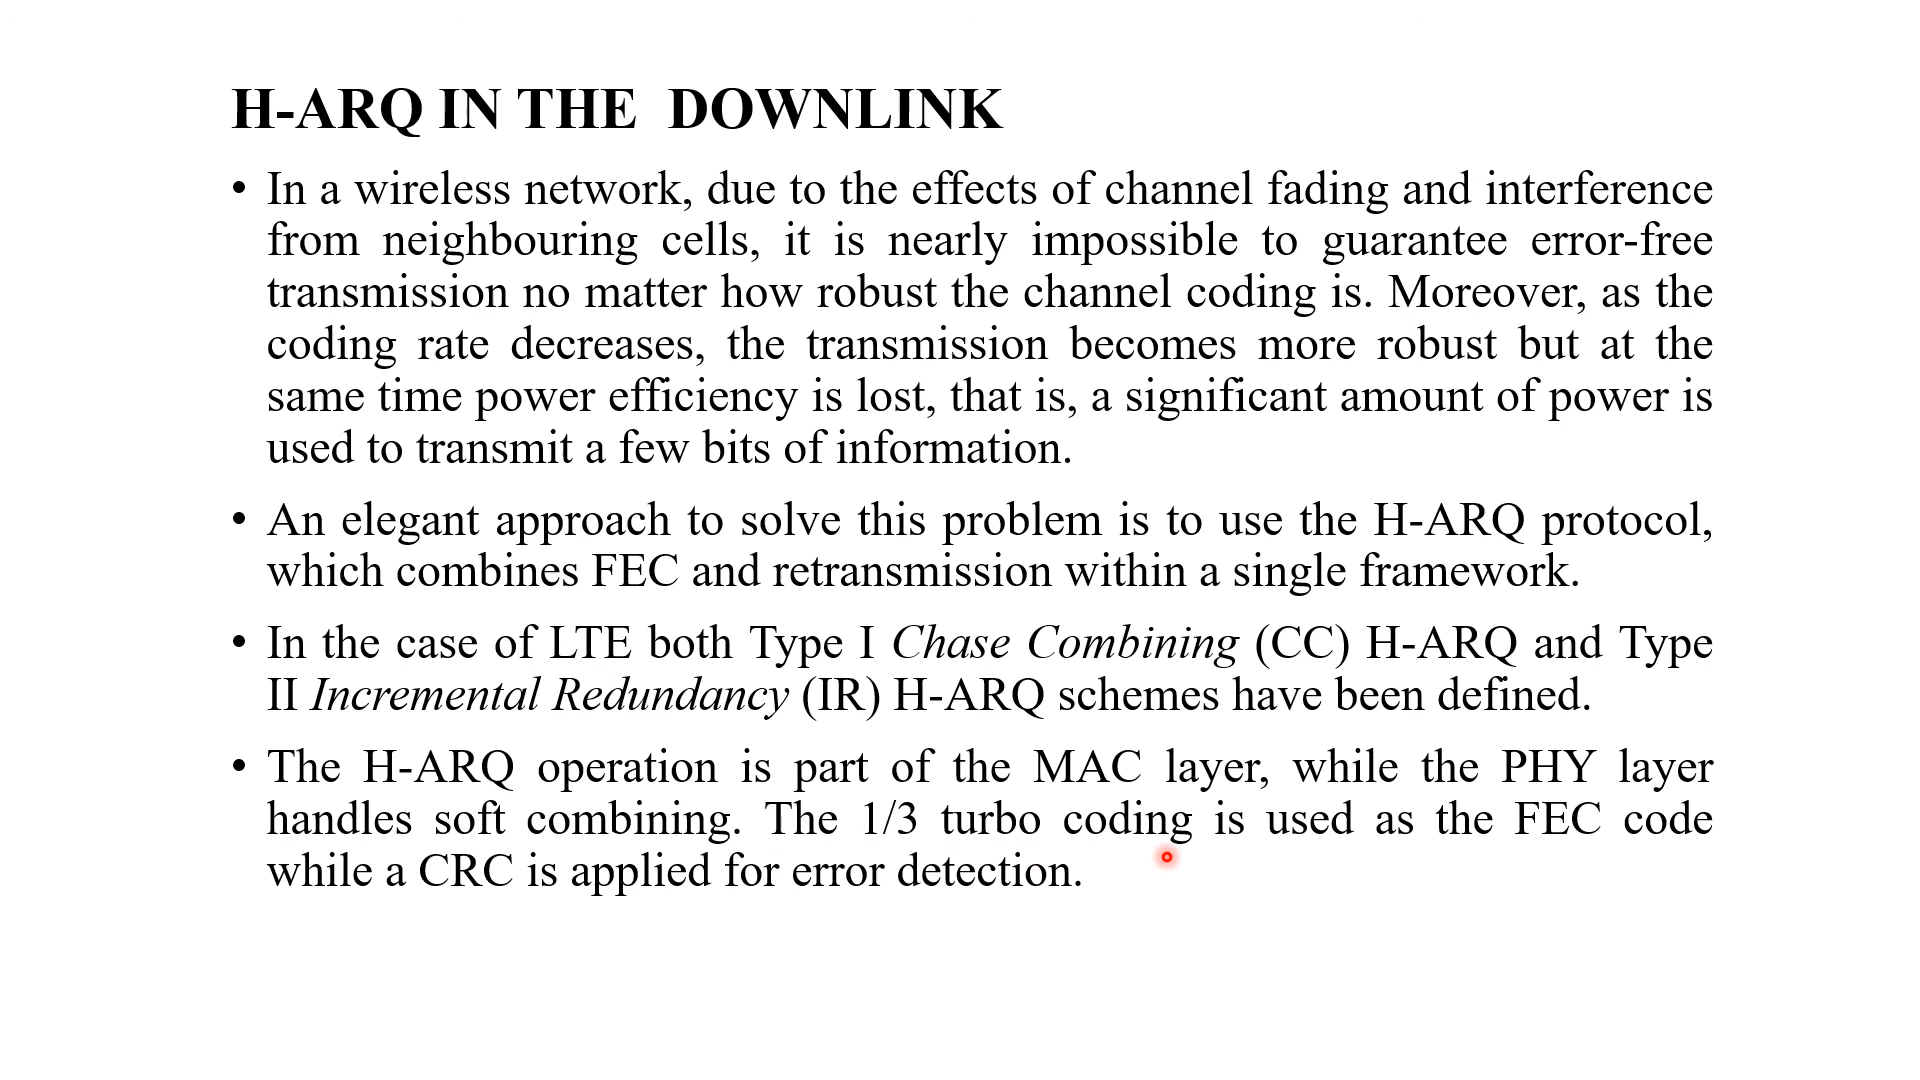 H-ARQ IN THE DOWNLINK
• In a wireless network, due to the effects of channel fading and interference
from neighbouring cells, it is nearly impossible to guarantee error-free
transmission no matter how robust the channel coding is. Moreover, as the
coding rate decreases, the transmission becomes more robust but at the
same time power efficiency is lost, that is, a significant amount of power is
used to transmit a few bits of information.
• An elegant approach to solve this problem is to use the H-ARQ protocol,
which combines FEC and retransmission within a single framework.
• In the case of LTE both Type I Chase Combining (CC) H-ARQ and Type
II Incremental Redundancy (IR) H-ARQ schemes have been defined.
• The H-ARQ operation is part of the MAC layer, while the PHY layer
handles soft combining. The 1/3 turbo coding is used as the FEC code
while a CRC is applied for error detection.